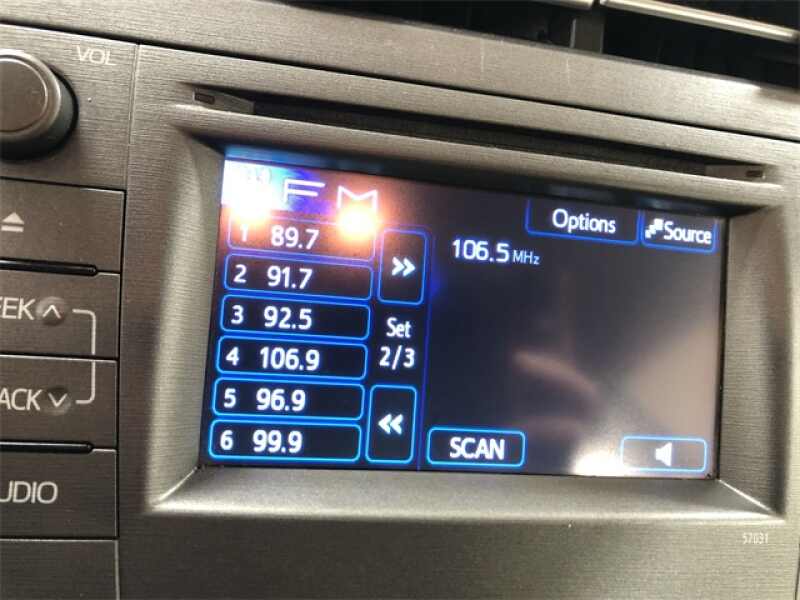 VOL
FM
Options
Source
1 89.7
106.5 MHz
2 91.7
3 92.5
Set
2/3
4 106.9
5 96.9
6 99.9
SCAN
EEK
ACK
UDIO
57031